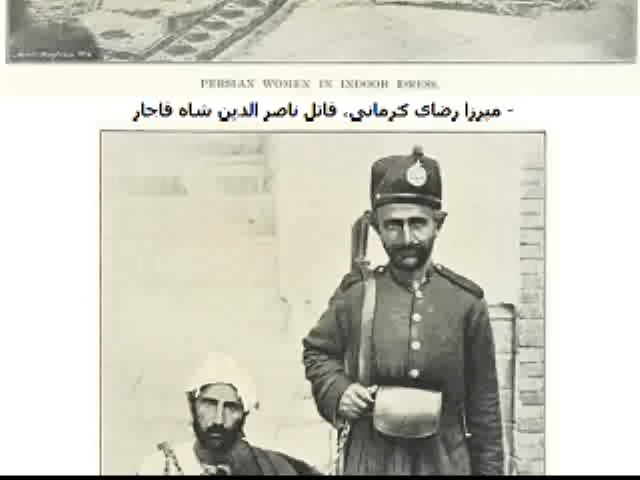 PERSIAN WOMEN IN INDOOR DRESS.
- میرزا رضای کرمانی، قاتل ناصر الدین شاه قاجار